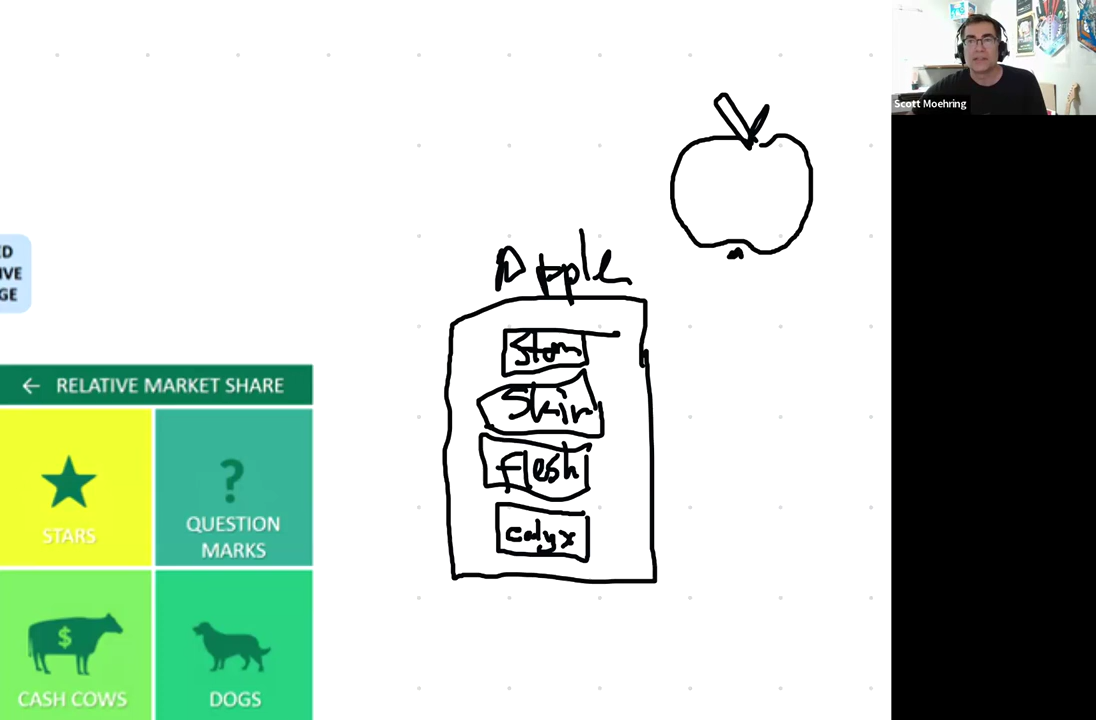 Scott Moehring
Apple
Stem
Skin
flesh
calyx
ED
IVE
GE
← RELATIVE MARKET SHARE
STARS
?
QUESTION
MARKS
$
CASH COWS
DOGS